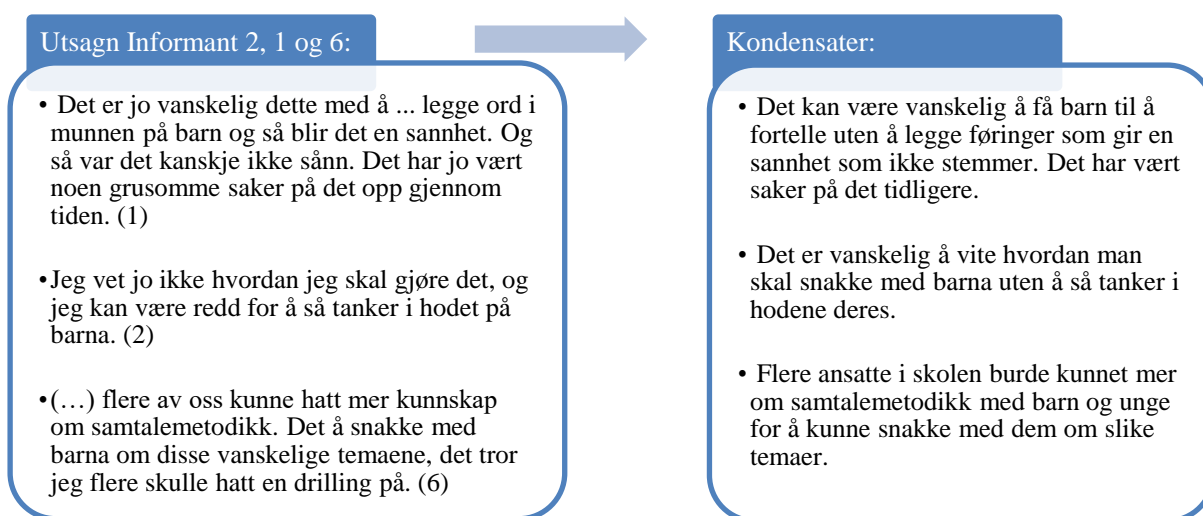 Utsagn Informant 2, 1 og 6:
• Det er jo vanskelig dette med å ... legge ord i
munnen på barn og så blir det en sannhet. Og
så var det kanskje ikke sånn. Det har jo vært
noen grusomme saker på det opp gjennom
tiden. (1)
•Jeg vet jo ikke hvordan jeg skal gjøre det, og
jeg kan være redd for å så tanker i hodet på
barna. (2)
•(…) flere av oss kunne hatt mer kunnskap
om samtalemetodikk. Det å snakke med
barna om disse vanskelige temaene, det tror
jeg flere skulle hatt en drilling på. (6)
Kondensater:
• Det kan være vanskelig å få barn til å
fortelle uten å legge føringer som gir en
sannhet som ikke stemmer. Det har vært
saker på det tidligere.
• Det er vanskelig å vite hvordan man
skal snakke med barna uten å så tanker i
hodene deres.
• Flere ansatte i skolen burde kunnet mer
om samtalemetodikk med barn og unge
for å kunne snakke med dem om slike
temaer.